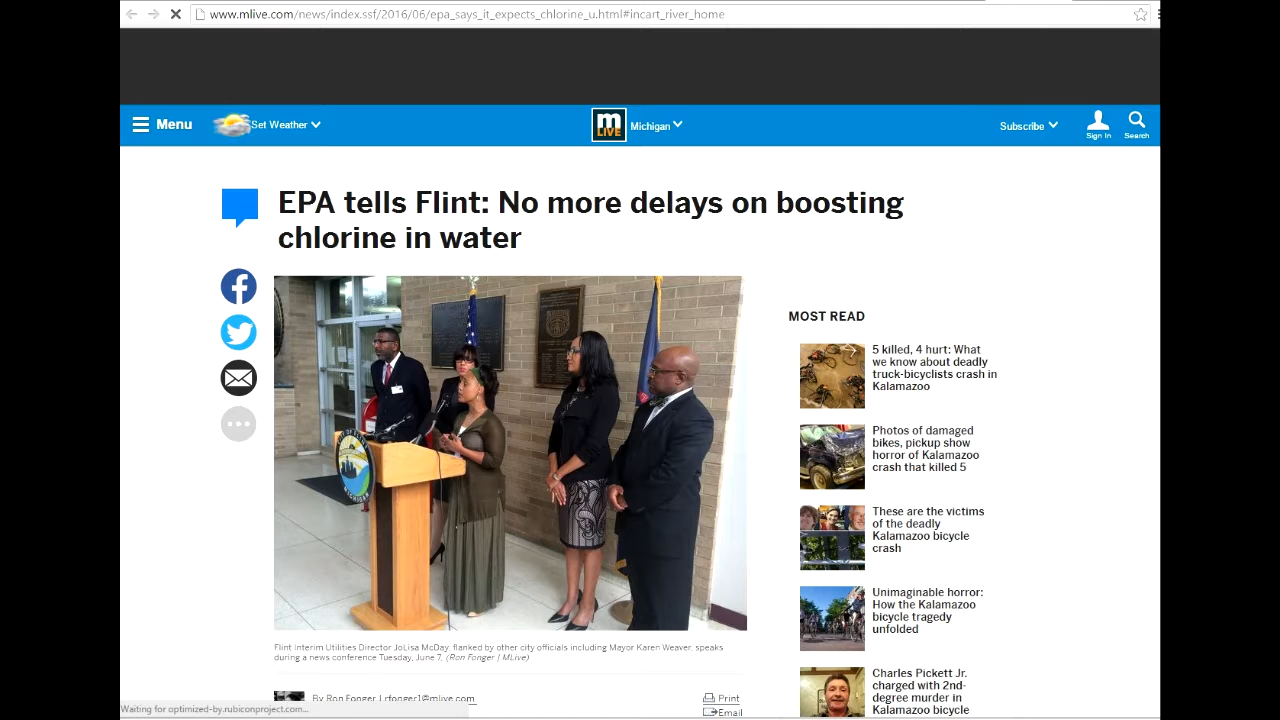 www.mlive.com/news/index.ssf/2016/06/epa_says_it_expects_chlorine_u.html#incart_river_home
Menu
Set Weather
m
LIVE
Michigan
Subscribe
Sign In
Search
EPA tells Flint: No more delays on boosting
chlorine in water
MOST READ
5 killed, 4 hurt: What
we know about deadly
truck-bicyclists crash in
Kalamazoo
Photos of damaged
bikes, pickup show
horror of Kalamazoo
crash that killed 5
These are the victims
of the deadly
Kalamazoo bicycle
crash
Unimaginable horror:
How the Kalamazoo
bicycle tragedy
unfolded
Charles Pickett Jr.
charged with 2nd-
degree murder in
Kalamazoo bicycle
Flint Interim Utilities Director JoLisa McDay, flanked by other city officials including Mayor Karen Weaver, speaks
during a news conference Tuesday, June 7. (Ron Fonger | MLive)
By Ron Fonger | rfonger1@mlive.com
Print
Email
Waiting for optimized-by.rubiconproject.com...